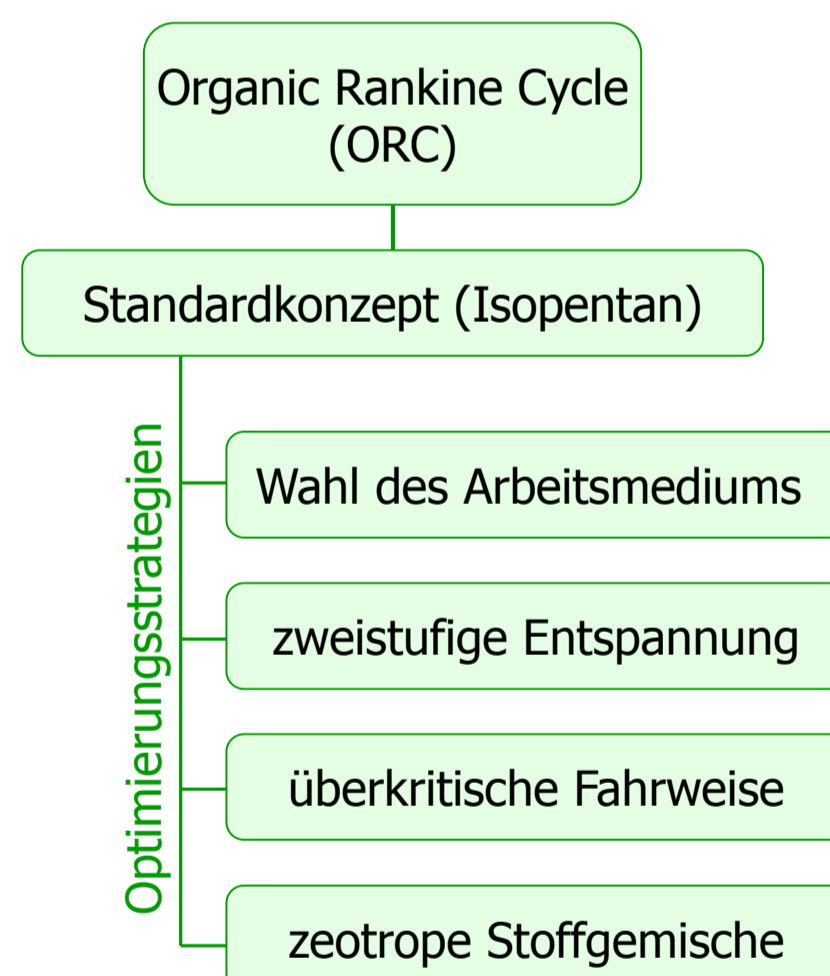 Organic Rankine Cycle
(ORC)
Standardkonzept (Isopentan)
Optimierungsstrategien
Wahl des Arbeitsmediums
zweistufige Entspannung
überkritische Fahrweise
zeotrope Stoffgemische